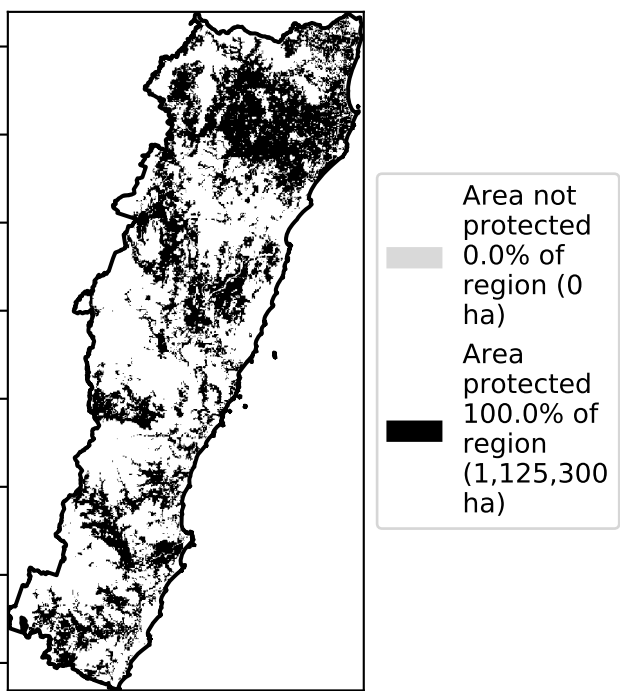 Area not
protected
0.0% of
region (0
ha)
Area
protected
100.0% of
region
(1,125,300
ha)